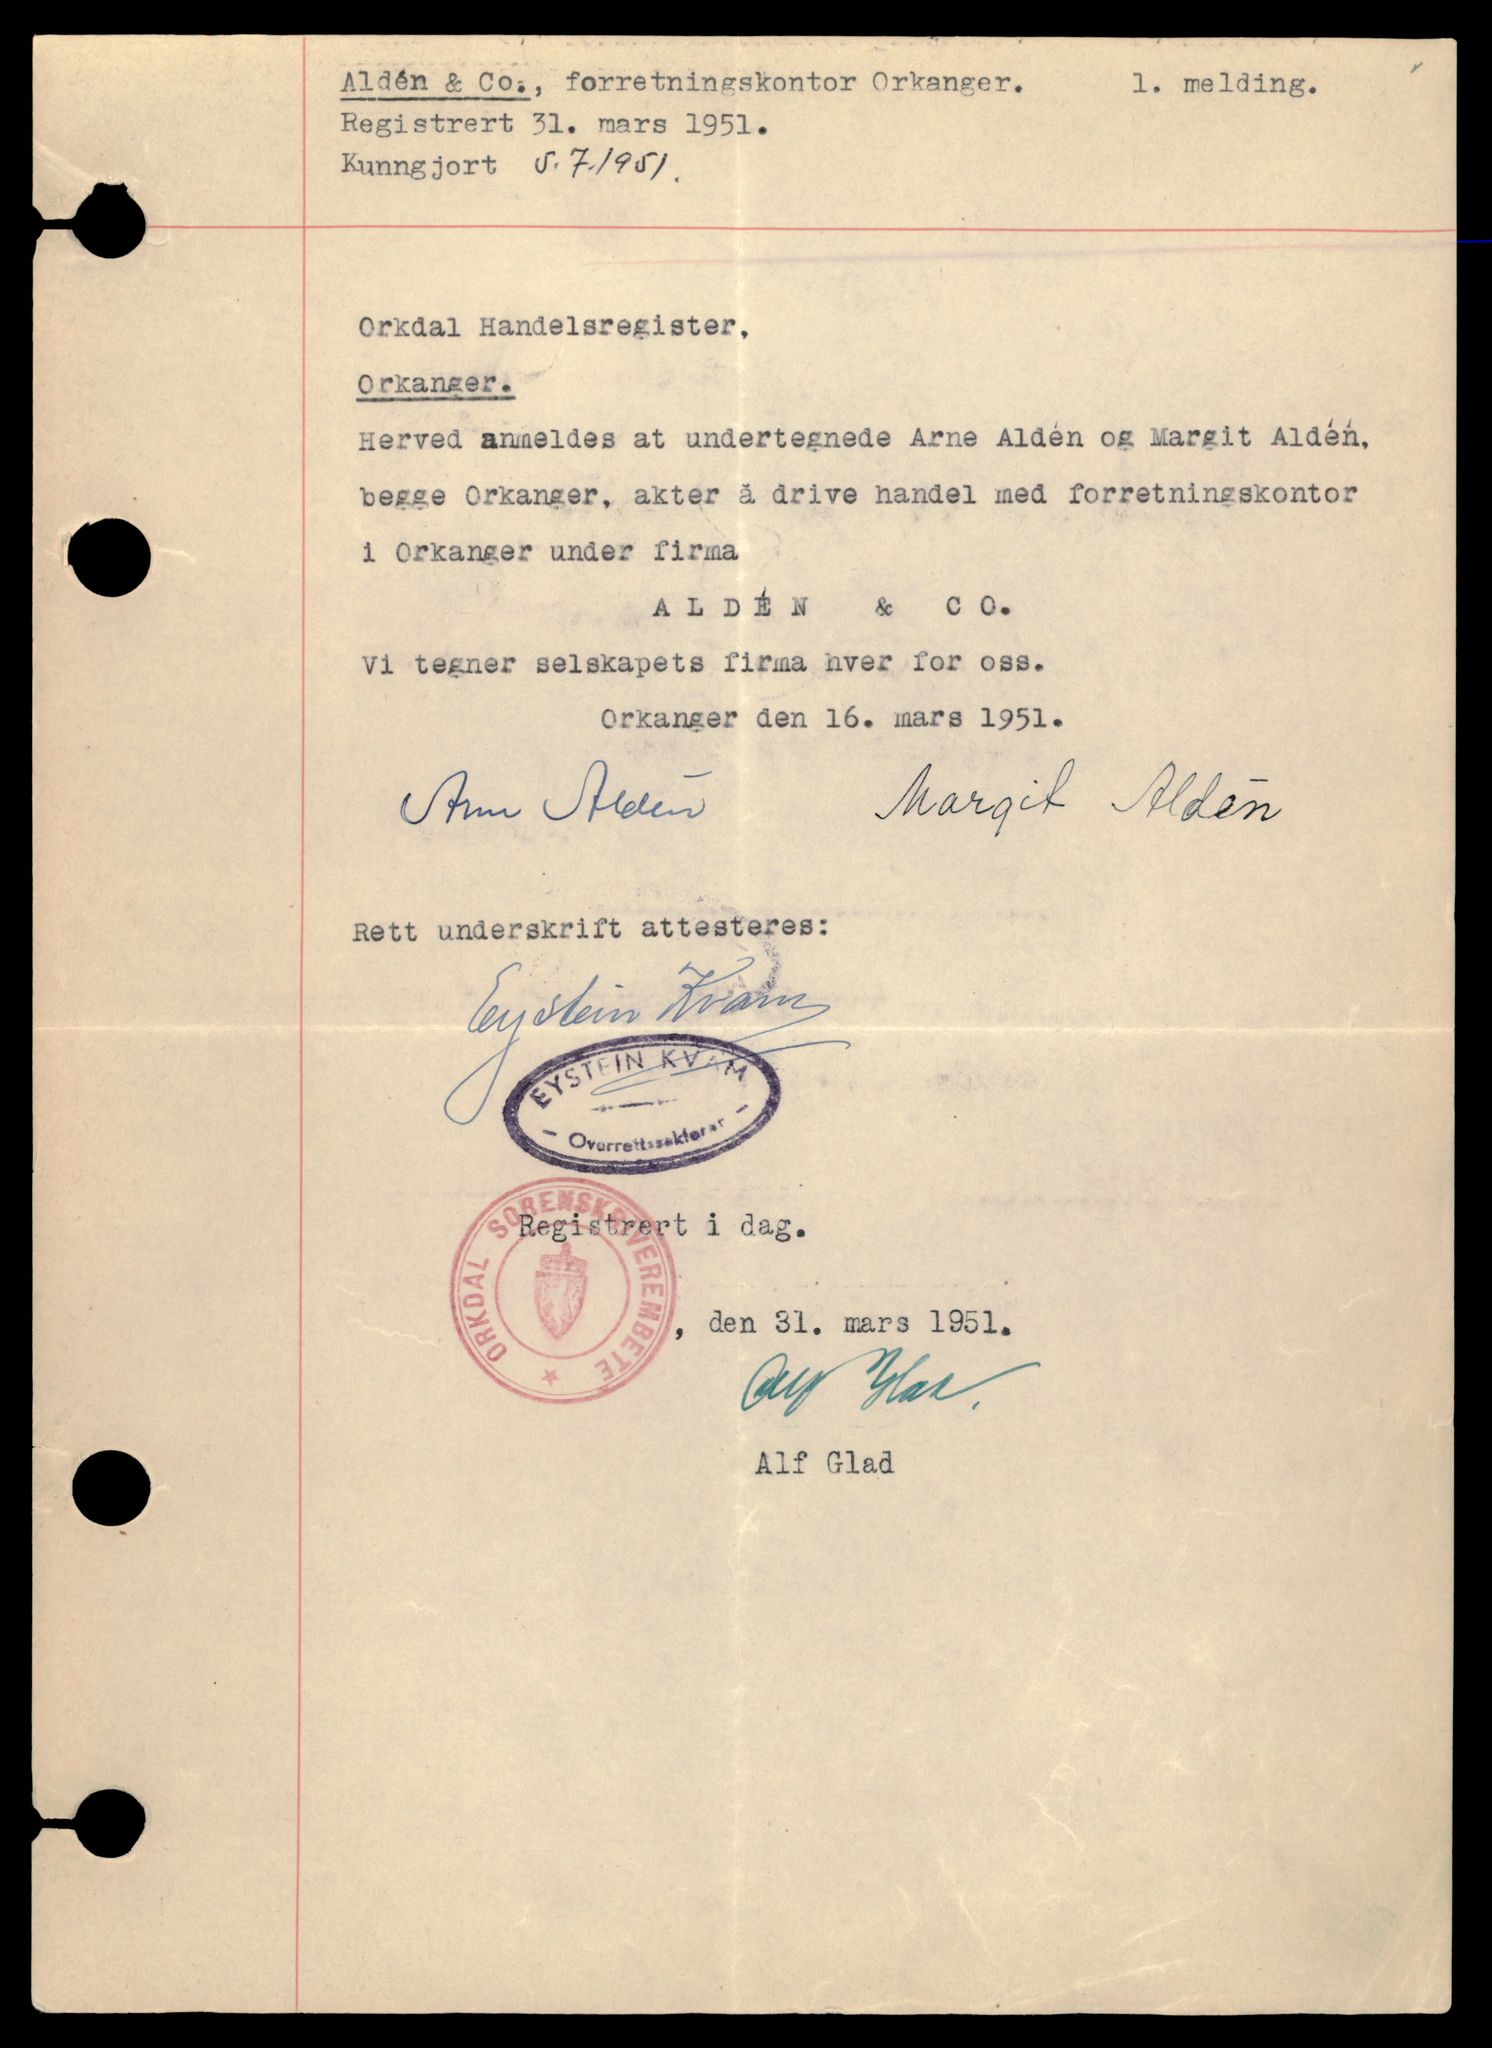 Aldén & Co., forretningskontor Orkanger. 1. melding.
Registrert 31. mars 1951.
Kunngjort 5.7.1951.
Orkdal Handelsregister,
Orkanger.
Herved anmeldes at undertegnede Arne Aldén og Margit Aldén,
begge Orkanger, akter å drive handel med forretningskontor
i Orkanger under firma
A L D É N & C O.
Vi tegner selskapets firma hver for oss.
Orkanger den 16. mars 1951.
Arne Aldén Margit Aldén
Rett underskrift attesteres:
Eystein Kvam
EYSTEIN KVAM
- Overrettssakfører -
ORKDAL SORENSKRIVEREMBETE
Registrert i dag.
, den 31. mars 1951.
Alf Glad.
Alf Glad